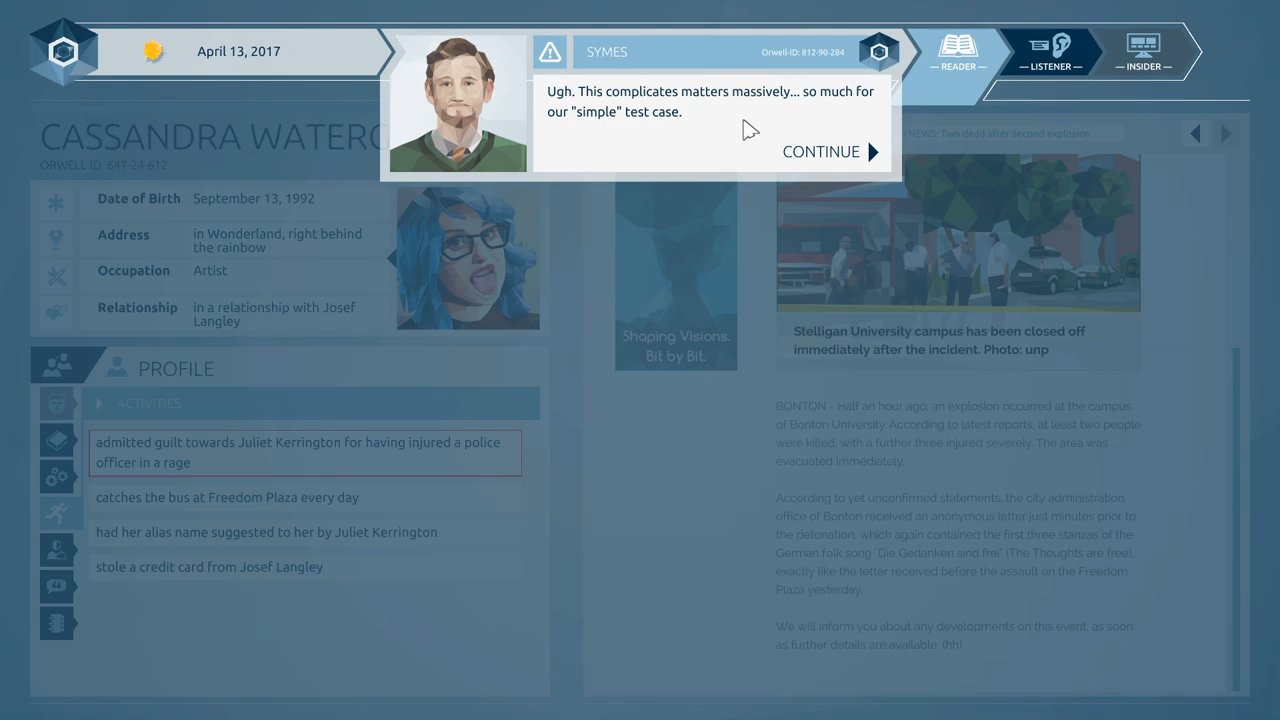 April 13, 2017
SYMES
Orwell-ID: 812-90-284
Ugh. This complicates matters massively... so much for
our "simple" test case.
CONTINUE
— READER —
— LISTENER —
— INSIDER —
CASSANDRA WATERG
ORWELL-ID 647-24-612
Date of Birth September 13, 1992
Address in Wonderland, right behind
the rainbow
Occupation Artist
Relationship in a relationship with Josef
Langley
PROFILE
ACTIVITIES
admitted guilt towards Juliet Kerrington for having injured a police
officer in a rage
catches the bus at Freedom Plaza every day
had her alias name suggested to her by Juliet Kerrington
stole a credit card from Josef Langley
NEWS: Two dead after second explosion
Shaping Visions.
Bit by Bit.
Stelligan University campus has been closed off
immediately after the incident. Photo: unp
BONTON - Half an hour ago, an explosion occurred at the campus
of Bonton University. According to latest reports, at least two people
were killed, with a further three injured severely. The area was
evacuated immediately.
According to yet unconfirmed statements, the city administration
office of Bonton received an anonymous letter just minutes prior to
the detonation, which again contained the first three stanzas of the
German folk song "Die Gedanken sind frei" (The Thoughts are free),
exactly like the letter received before the assault on the Freedom
Plaza yesterday.
We will inform you about any developments on this event, as soon
as further details are available. (hh)